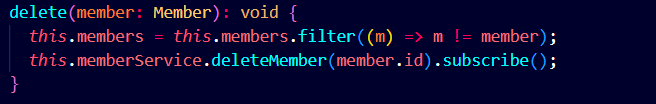 delete(member: Member): void {
  this.members = this.members.filter((m) => m != member);
  this.memberService.deleteMember(member.id).subscribe();
}